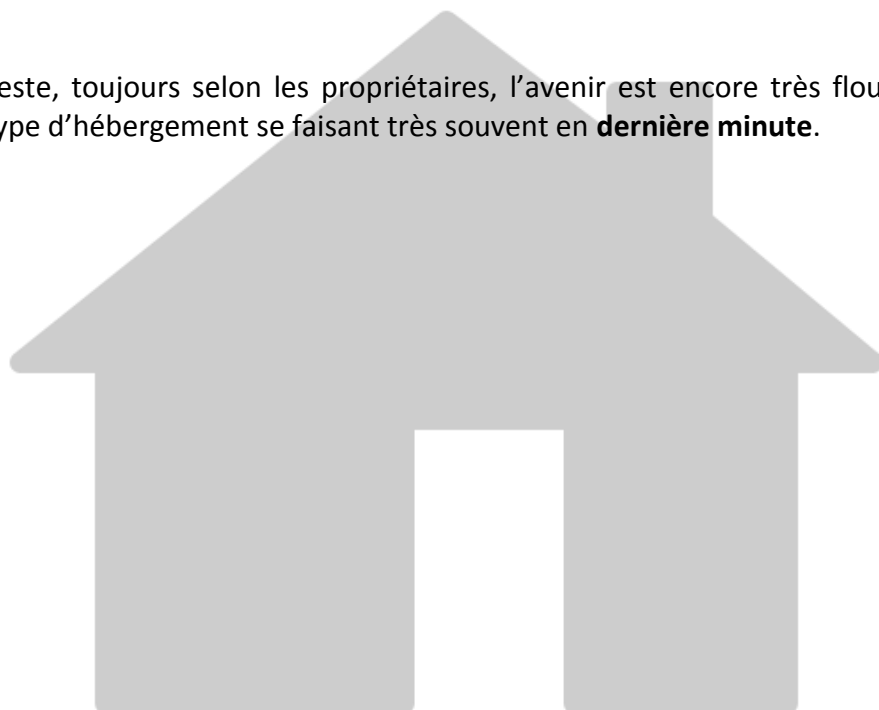 este, toujours selon les propriétaires, l’avenir est encore très flou
ype d’hébergement se faisant très souvent en dernière minute.